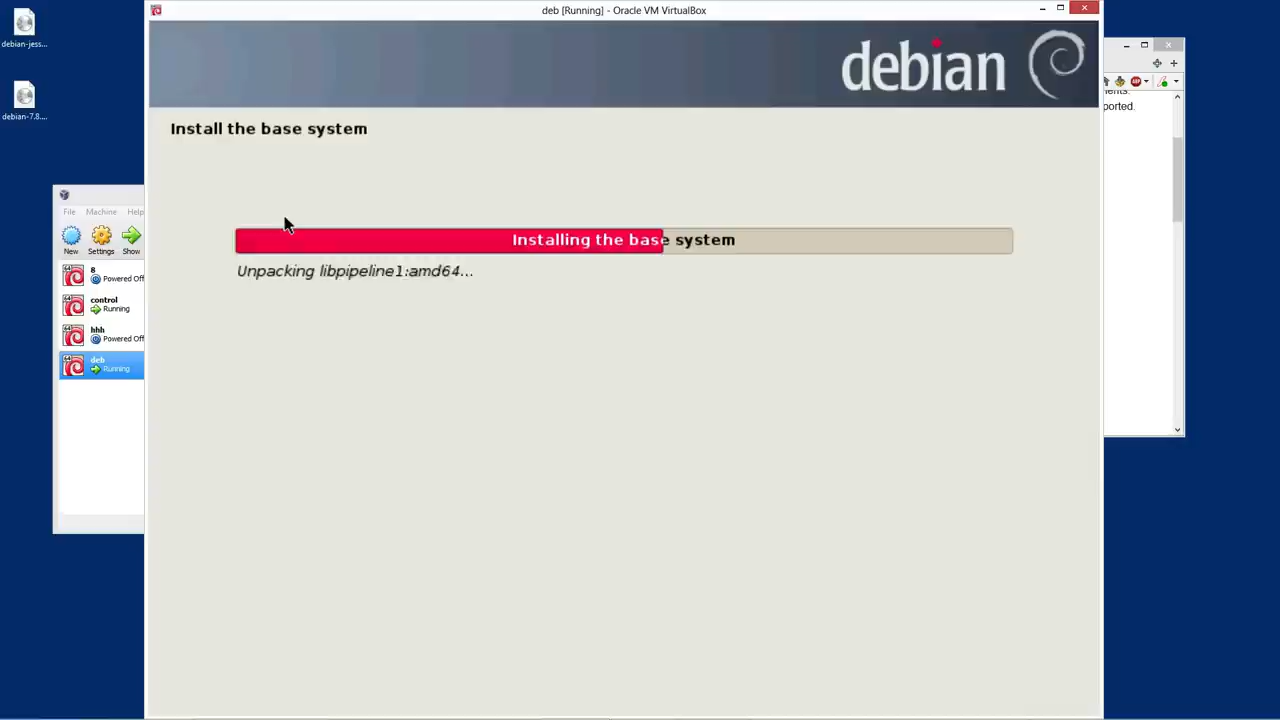 deb [Running] - Oracle VM VirtualBox
debian
Install the base system
Installing the base system
Unpacking libpipeline1:amd64...
debian-jess...
debian-7.8....
File Machine Help
New Settings Show
8
Powered Off
control
Running
hhh
Powered Off
deb
Running
ported.